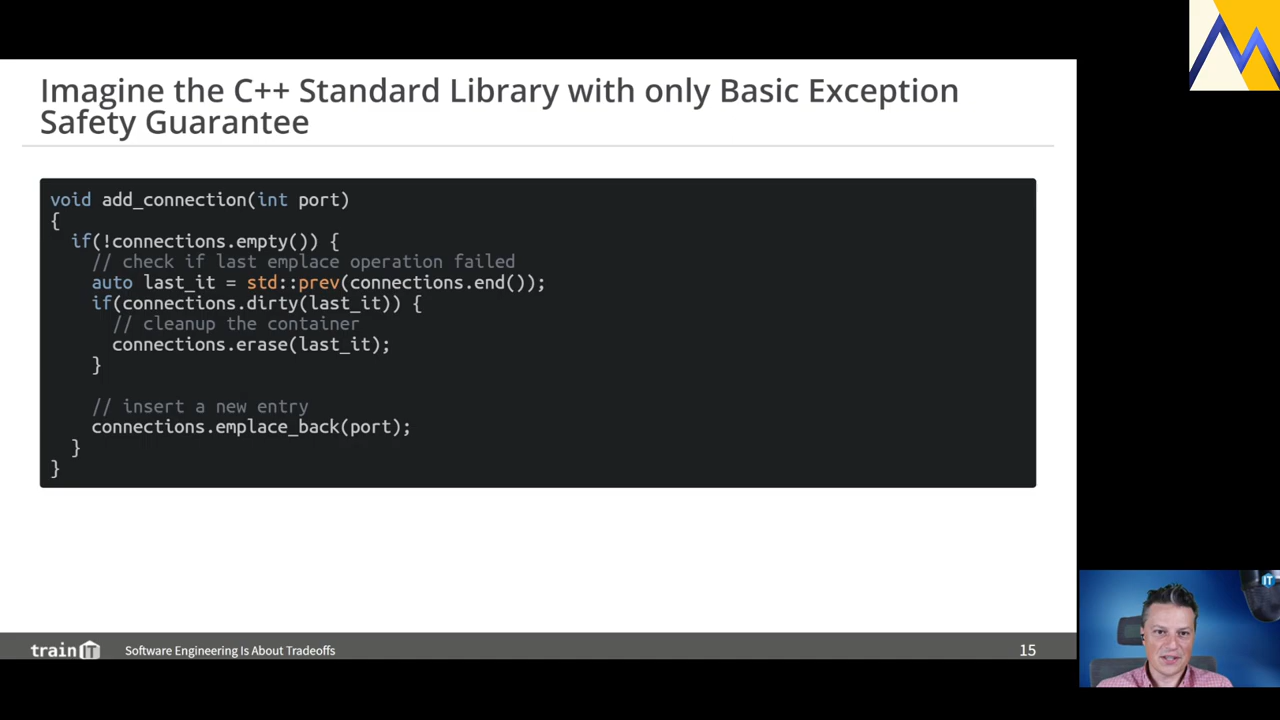 Imagine the C++ Standard Library with only Basic Exception
Safety Guarantee
void add_connection(int port)
{
if(!connections.empty()) {
// check if last emplace operation failed
auto last_it = std::prev(connections.end());
if(connections.dirty(last_it)) {
// cleanup the container
connections.erase(last_it);
}
// insert a new entry
connections.emplace_back(port);
}
}
train IT
Software Engineering Is About Tradeoffs
15
IT